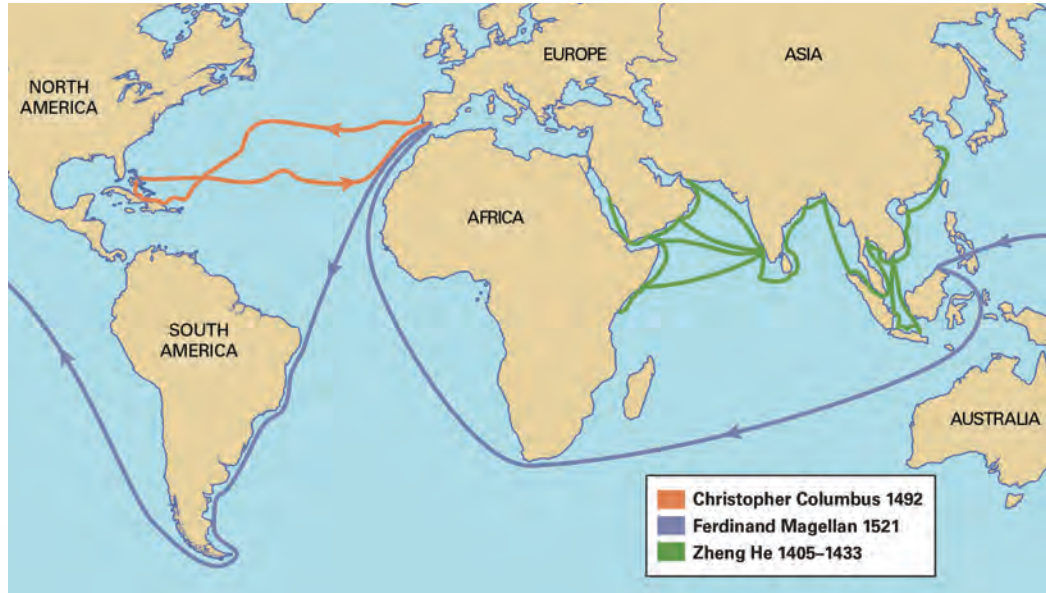 NORTH
AMERICA
EUROPE
ASIA
AFRICA
SOUTH
AMERICA
AUSTRALIA
Christopher Columbus 1492
Ferdinand Magellan 1521
Zheng He 1405–1433